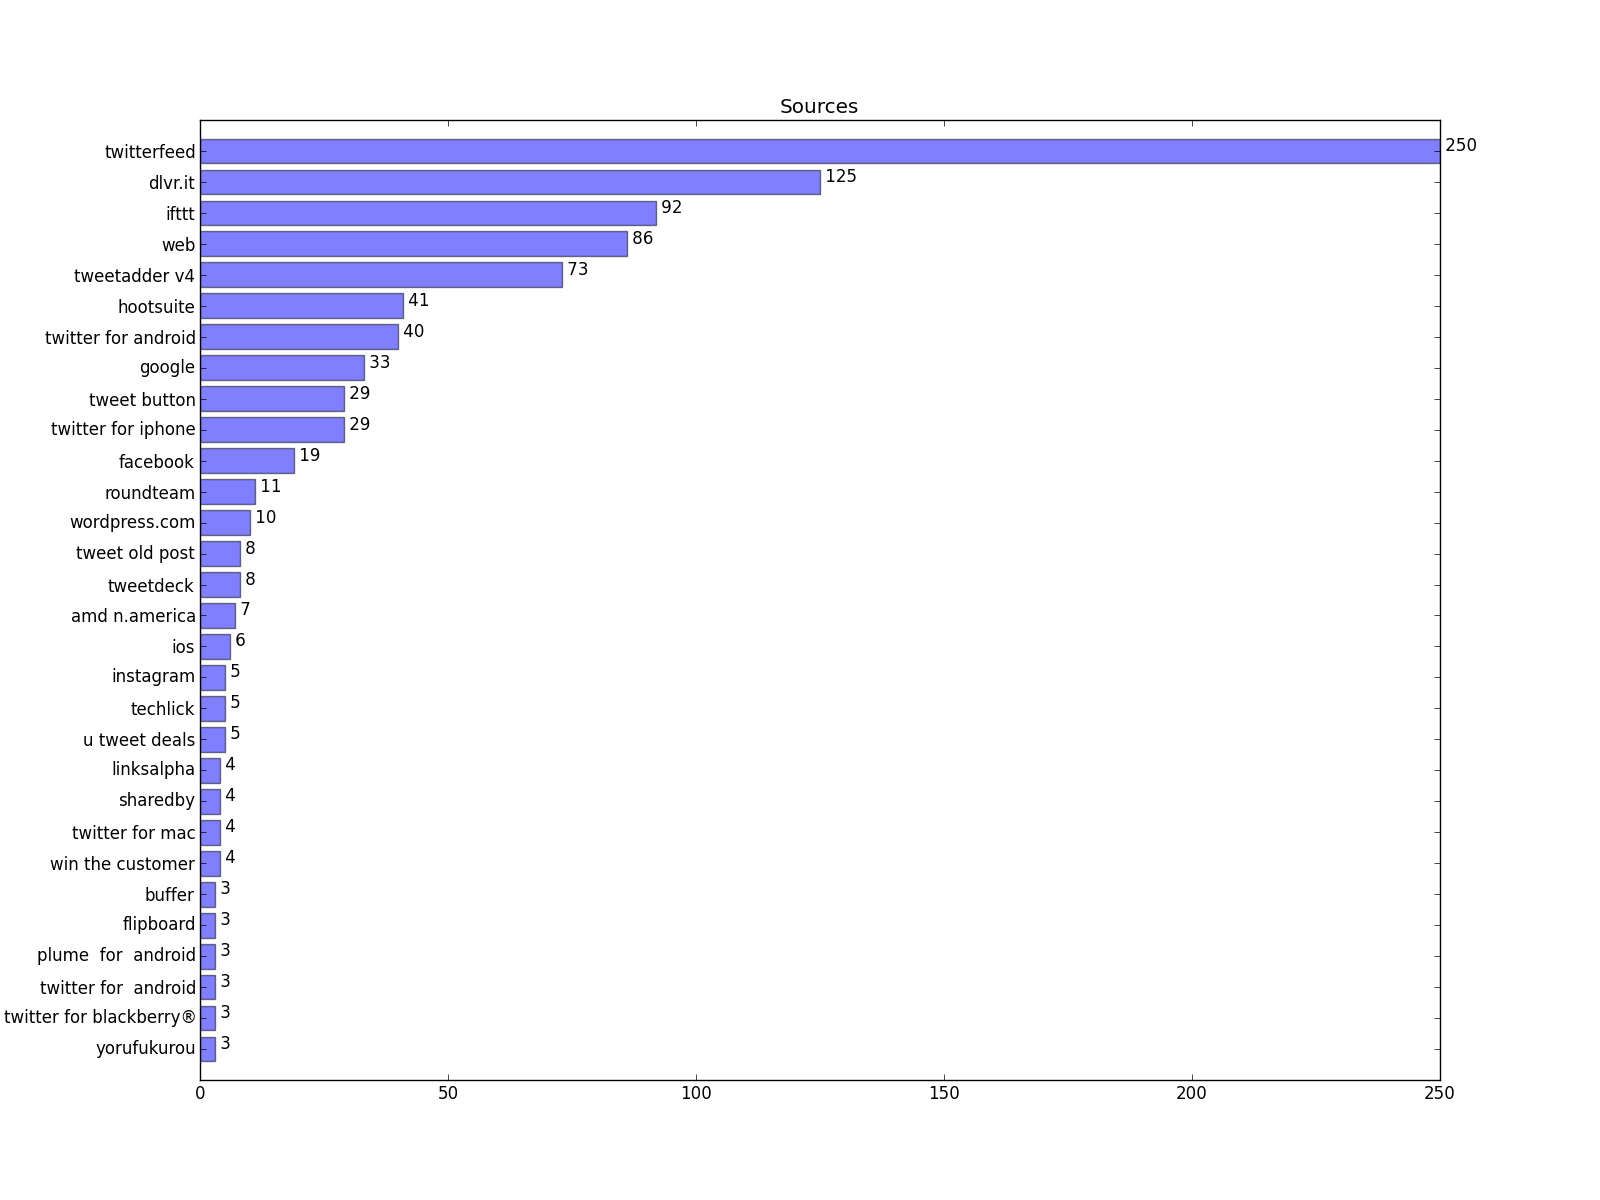 Sources
twitterfeed 250
dlvr.it 125
ifttt 92
web 86
tweetadder v4 73
hootsuite 41
twitter for android 40
google 33
tweet button 29
twitter for iphone 29
facebook 19
roundteam 11
wordpress.com 10
tweet old post 8
tweetdeck 8
amd n.america 7
ios 6
instagram 5
techlick 5
u tweet deals 5
linksalpha 4
sharedby 4
twitter for mac 4
win the customer 4
buffer 3
flipboard 3
plume  for  android 3
twitter for  android 3
twitter for blackberry® 3
yorufukurou 3
0 50 100 150 200 250